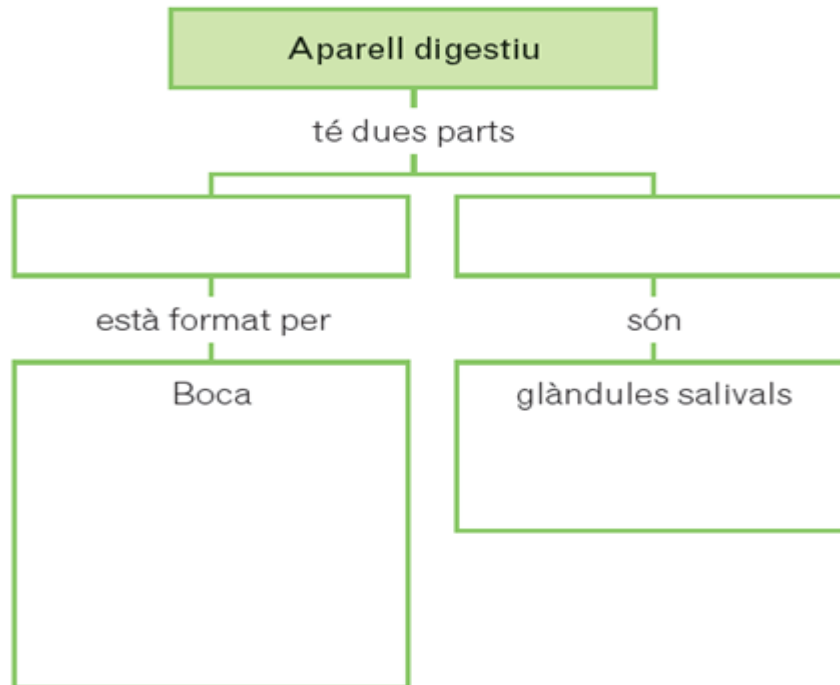 Aparell digestiu
té dues parts
està format per
són
Boca
glàndules salivals